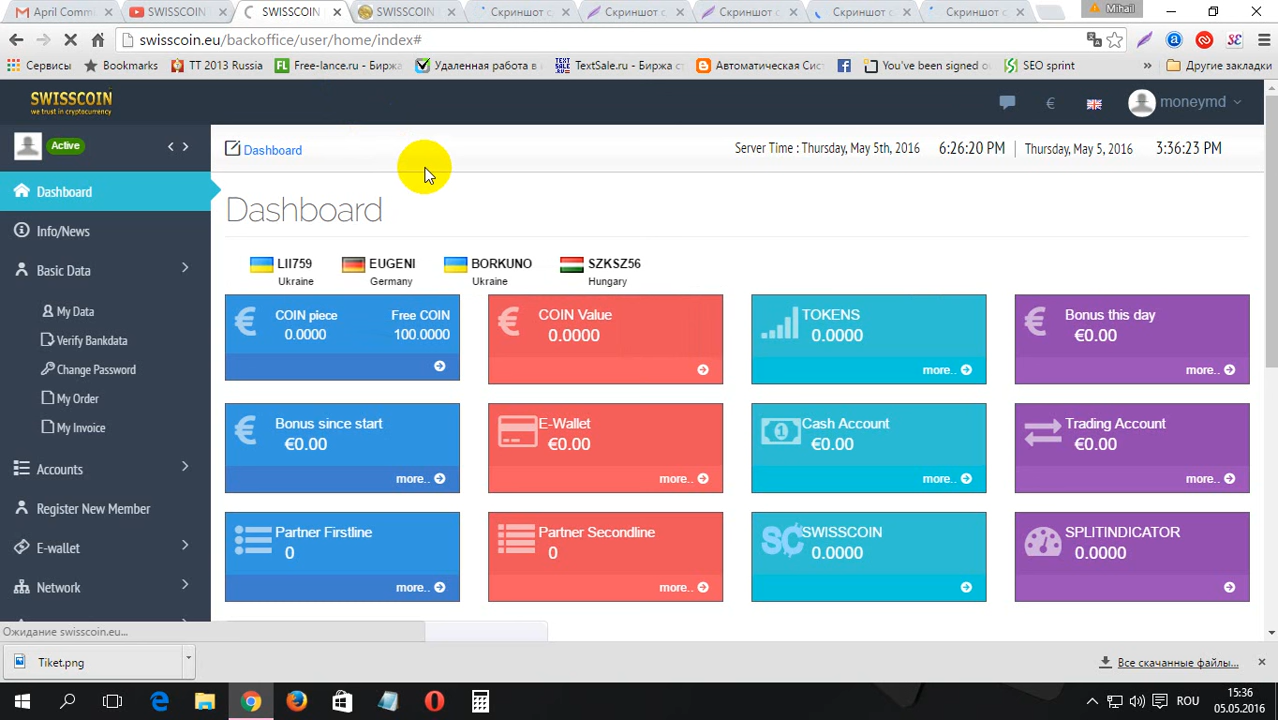 April Comm
SWISSCOIN
SWISSCOIN
SWISSCOIN
Скриншот с
Скриншот с
Скриншот с
Скриншот с
Скриншот с
Mihail
swisscoin.eu/backoffice/user/home/index#
Сервисы
Bookmarks
TT 2013 Russia
Free-lance.ru - Биржа
Удаленная работа в
TextSale.ru - Биржа с
Автоматическая Сис
You've been signed o
SEO sprint
»
Другие закладки
SWISSCOIN
we trust in cryptocurrency
moneymd
Active
Dashboard
Server Time : Thursday, May 5th, 2016 6:26:20 PM
Thursday, May 5, 2016 3:36:23 PM
Dashboard
Info/News
Basic Data
My Data
Verify Bankdata
Change Password
My Order
My Invoice
Accounts
Register New Member
E-wallet
Network
Dashboard
LII759
Ukraine
EUGENI
Germany
BORKUNO
Ukraine
SZKSZ56
Hungary
COIN piece
0.0000
Free COIN
100.0000
COIN Value
0.0000
TOKENS
0.0000
more..
Bonus this day
€0.00
more..
Bonus since start
€0.00
more..
E-Wallet
€0.00
more..
Cash Account
€0.00
more..
Trading Account
€0.00
more..
Partner Firstline
0
more..
Partner Secondline
0
more..
SWISSCOIN
0.0000
SPLITINDICATOR
0.0000
Ожидание swisscoin.eu...
Tiket.png
Все скачанные файлы...
ROU
15:36
05.05.2016